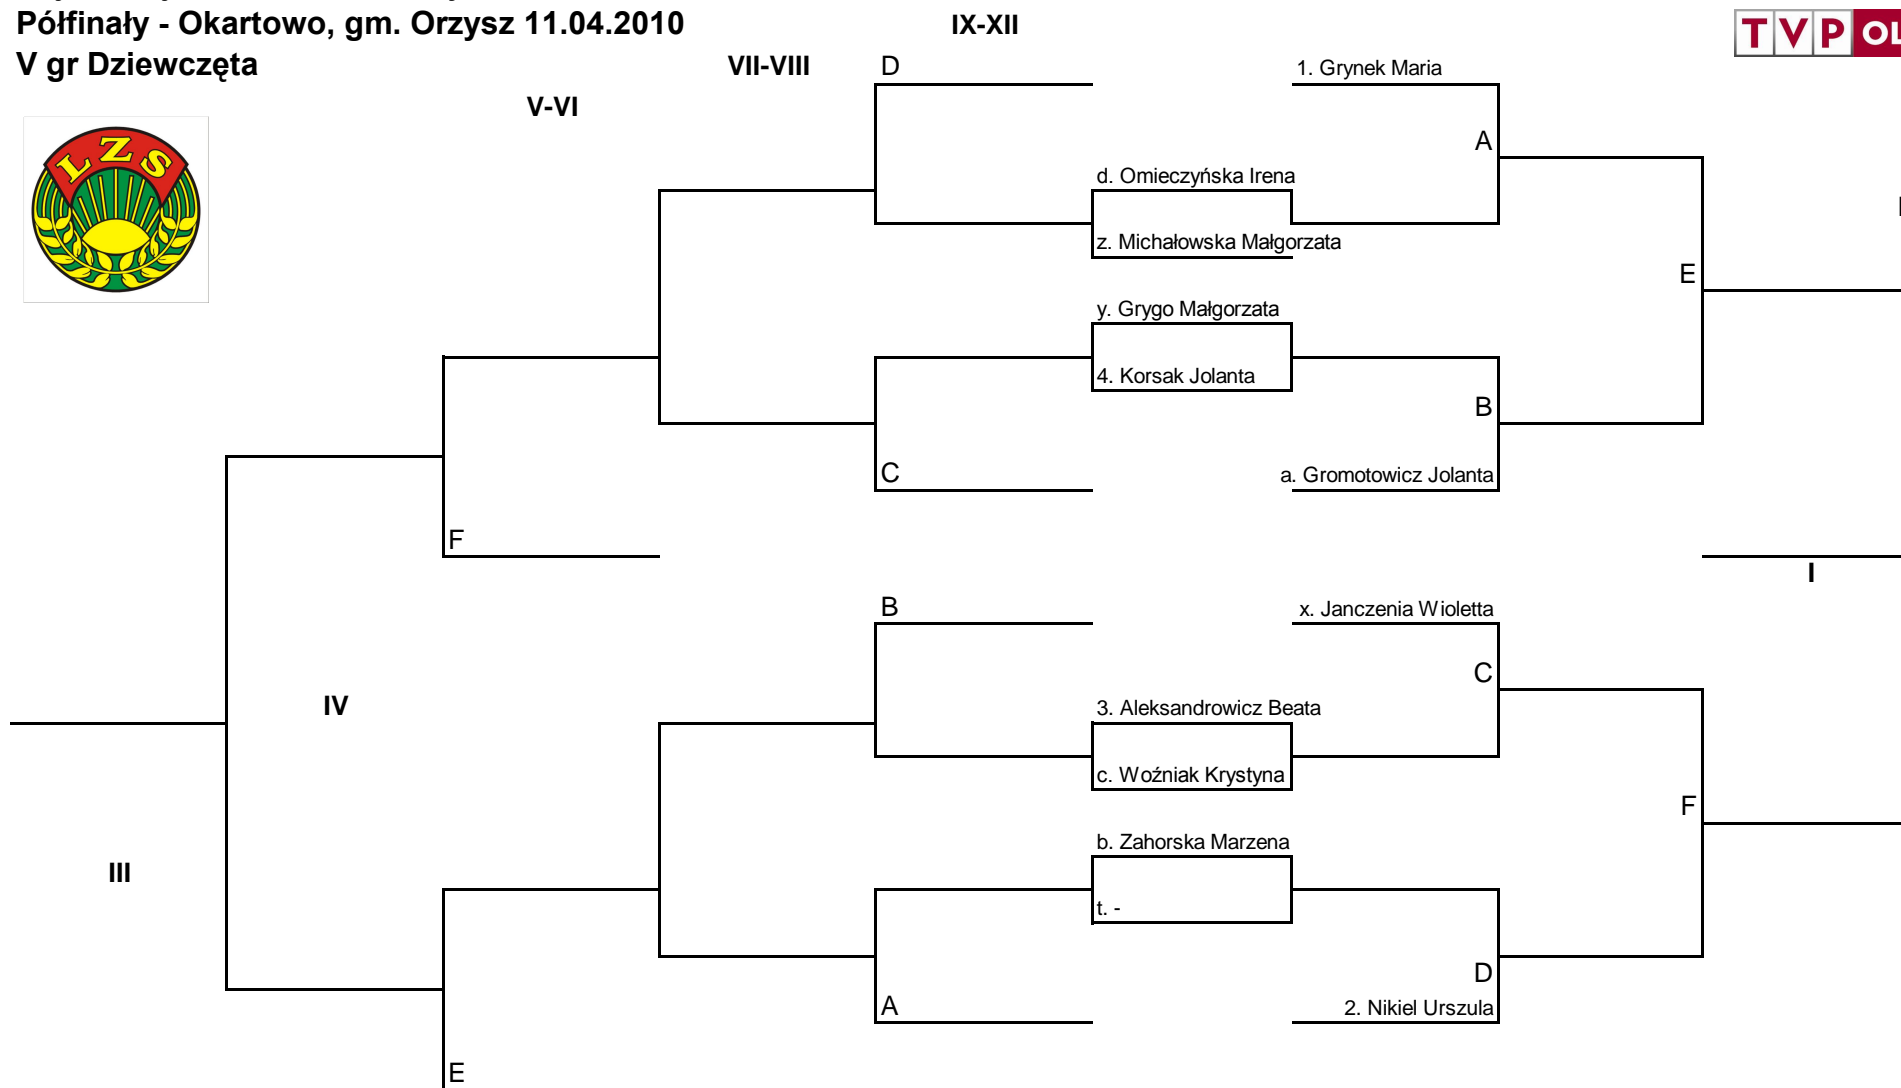 Półfinały - Okartowo, gm. Orzysz 11.04.2010
IX-XII
TVP
V gr Dziewczęta
VII-VIII
D
1. Grynek Maria
V-VI
LZS
A
d. Omieczyńska Irena
z. Michałowska Małgorzata
E
y. Grygo Małgorzata
4. Korsak Jolanta
B
C
a. Gromotowicz Jolanta
F
I
B
x. Janczenia Wioletta
C
IV
3. Aleksandrowicz Beata
c. Woźniak Krystyna
F
b. Zahorska Marzena
III
t. -
D
A
2. Nikiel Urszula
E